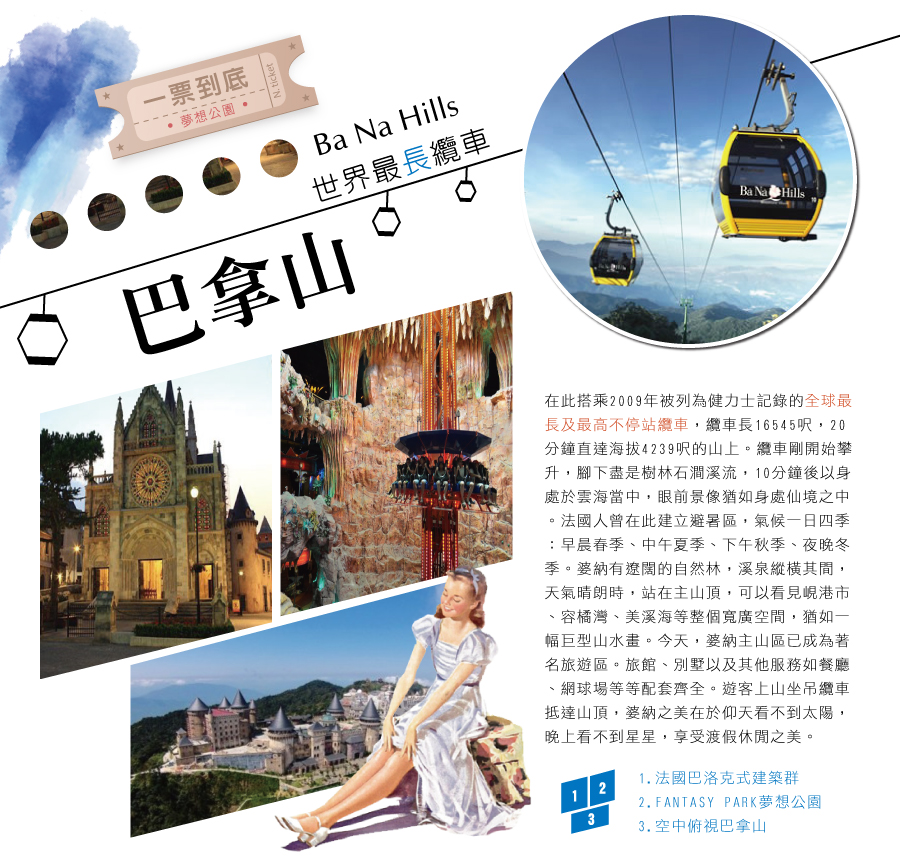 一票到底
• 夢想公園 •
N. ticket
Ba Na Hills
世界最長纜車
巴拿山
Ba Na Hills
Ba Na Hills
10
在此搭乘2009年被列為健力士記錄的全球最
長及最高不停站纜車，纜車長16545呎，20
分鐘直達海拔4239呎的山上。纜車剛開始攀
升，腳下盡是樹林石澗溪流，10分鐘後以身
處於雲海當中，眼前景像猶如身處仙境之中
。法國人曾在此建立避暑區，氣候一日四季
：早晨春季、中午夏季、下午秋季、夜晚冬
季。婆納有遼闊的自然林，溪泉縱橫其間，
天氣晴朗時，站在主山頂，可以看見峴港市
、容橘灣、美溪海等整個寬廣空間，猶如一
幅巨型山水畫。今天，婆納主山區已成為著
名旅遊區。旅館、別墅以及其他服務如餐廳
、網球場等等配套齊全。遊客上山坐吊纜車
抵達山頂，婆納之美在於仰天看不到太陽，
晚上看不到星星，享受渡假休閒之美。
1 2
3
1.法國巴洛克式建築群
2.FANTASY PARK夢想公園
3.空中俯視巴拿山